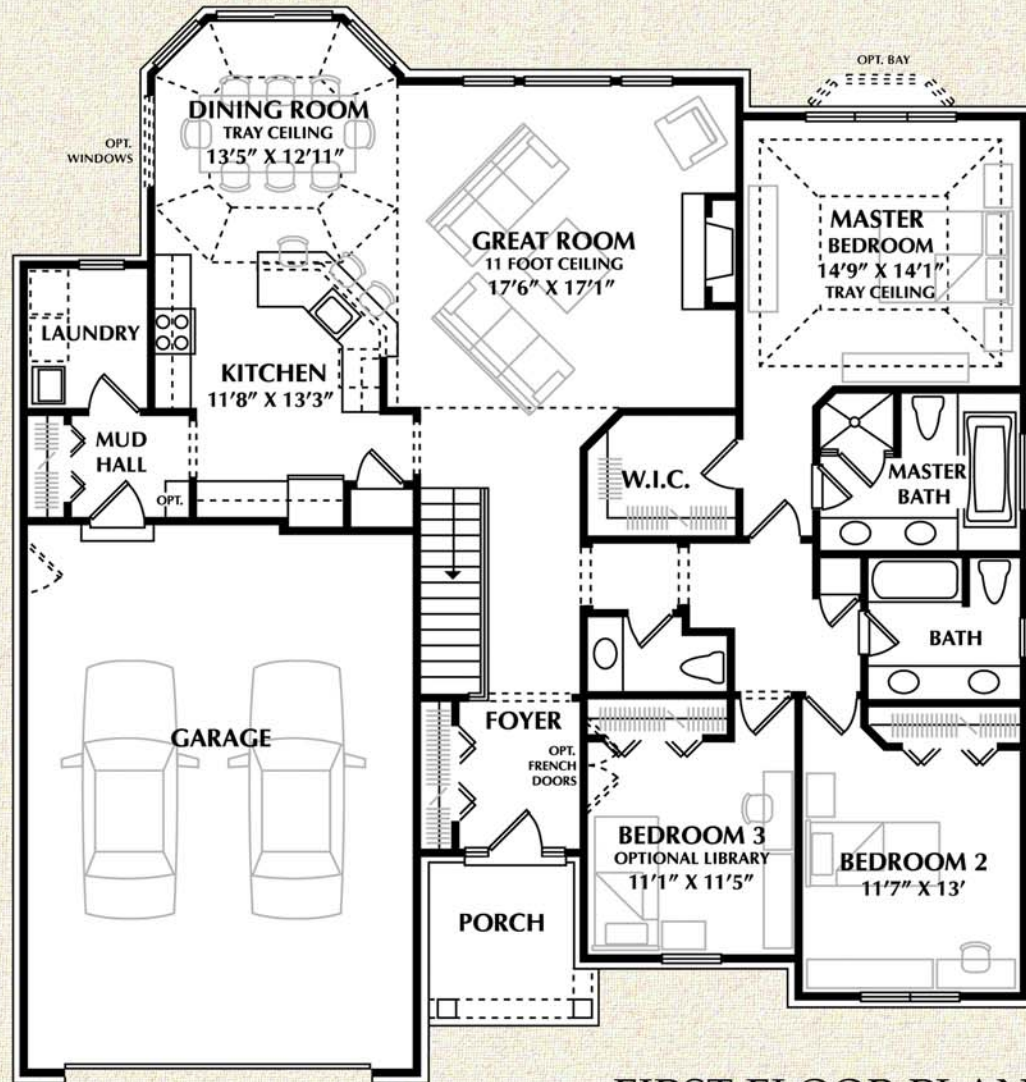 OPT. BAY
DINING ROOM
TRAY CEILING
13'5" X 12'11"
OPT.
WINDOWS
GREAT ROOM
11 FOOT CEILING
17'6" X 17'1"
MASTER
BEDROOM
14'9" X 14'1"
TRAY CEILING
LAUNDRY
KITCHEN
11'8" X 13'3"
MUD
HALL
OPT.
W.I.C.
MASTER
BATH
BATH
GARAGE
FOYER
OPT.
FRENCH
DOORS
BEDROOM 3
OPTIONAL LIBRARY
11'1" X 11'5"
BEDROOM 2
11'7" X 13'
PORCH
FIRST FLOOR PLAN